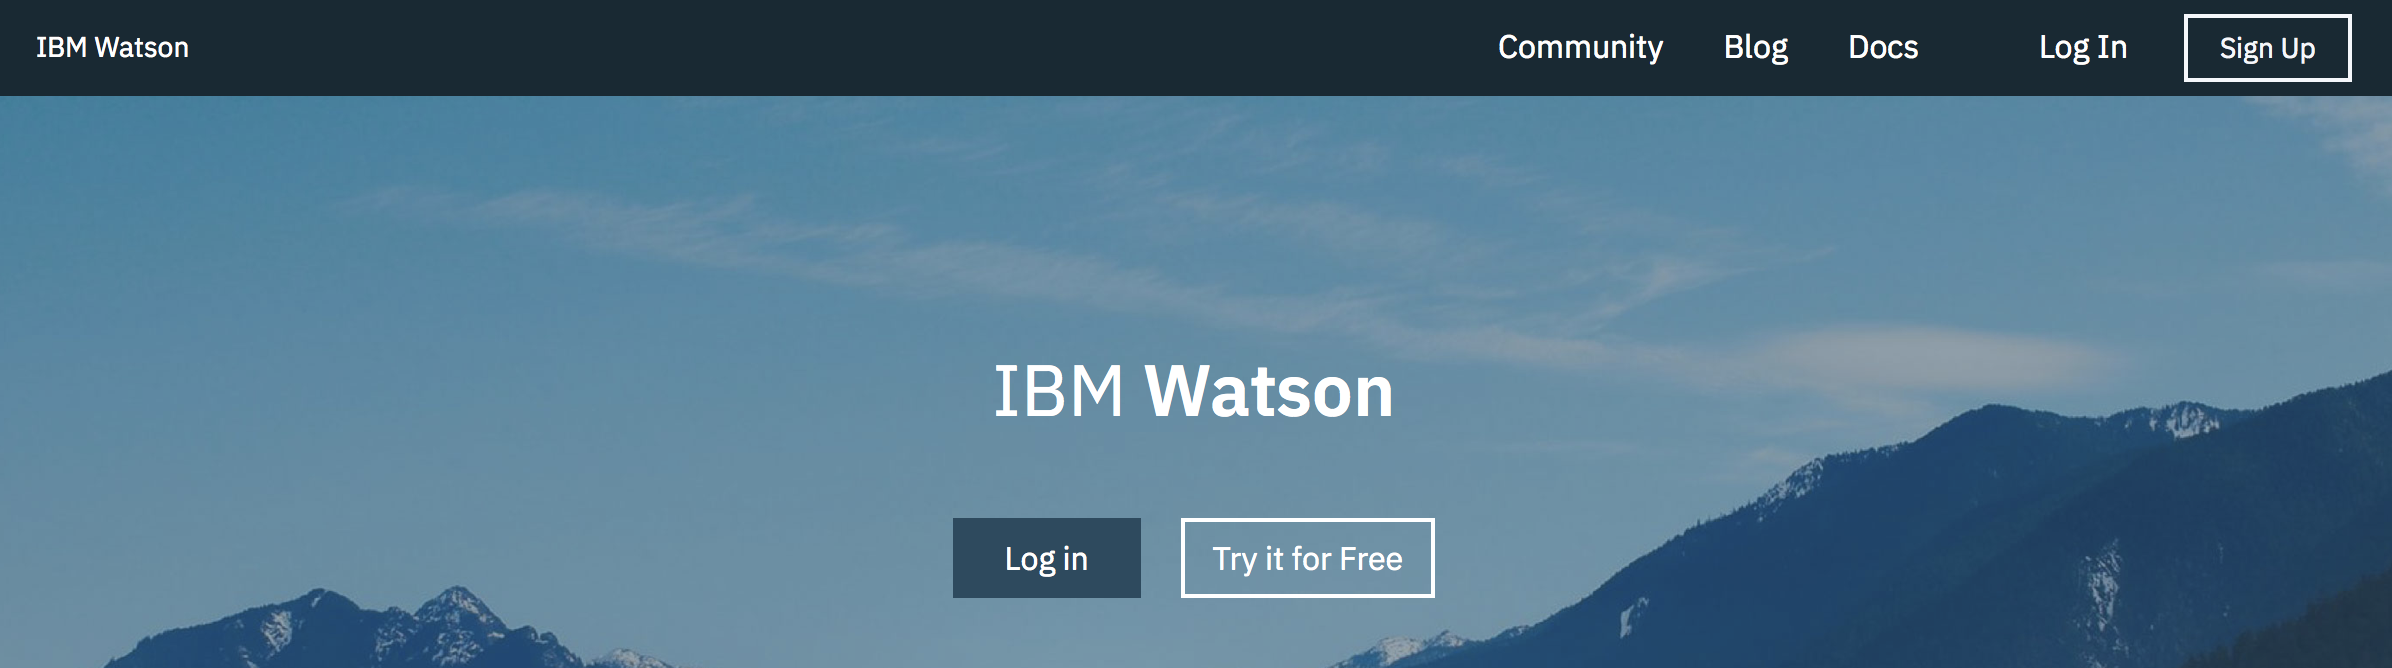 IBM Watson Community Blog Docs Log In Sign Up
IBM Watson
Log in Try it for Free